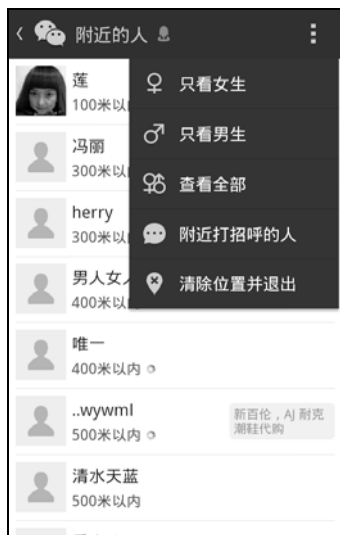 附近的人
莲
100米以
只看女生
冯丽
300米以
只看男生
查看全部
herry
300米以
附近打招呼的人
男人女
400米以
清除位置并退出
唯一
400米以内
..wywml
500米以内
新百伦，AJ 耐克
潮鞋代购
清水天蓝
500米以内